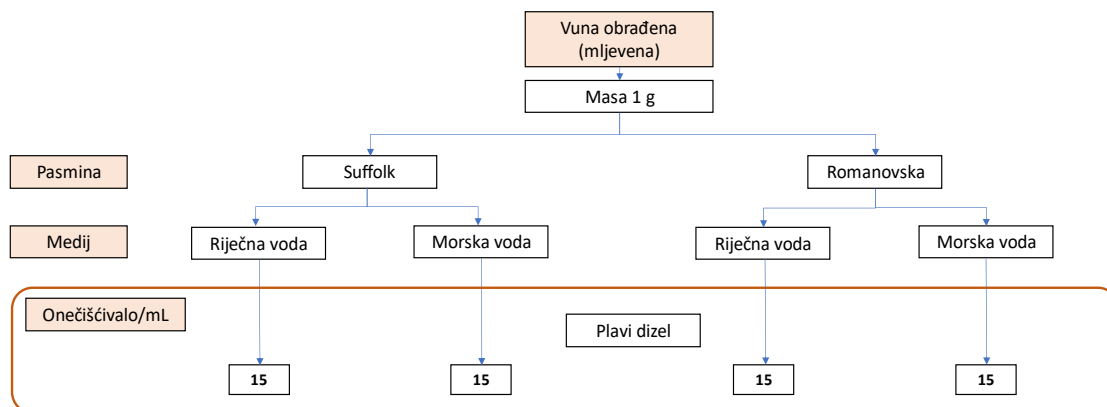 Vuna obrađena
(mljevena)
Masa 1 g
Pasmina
Suffolk
Romanovska
Medij
Riječna voda
Morska voda
Riječna voda
Morska voda
Onečišćivalo/mL
Plavi dizel
15
15
15
15